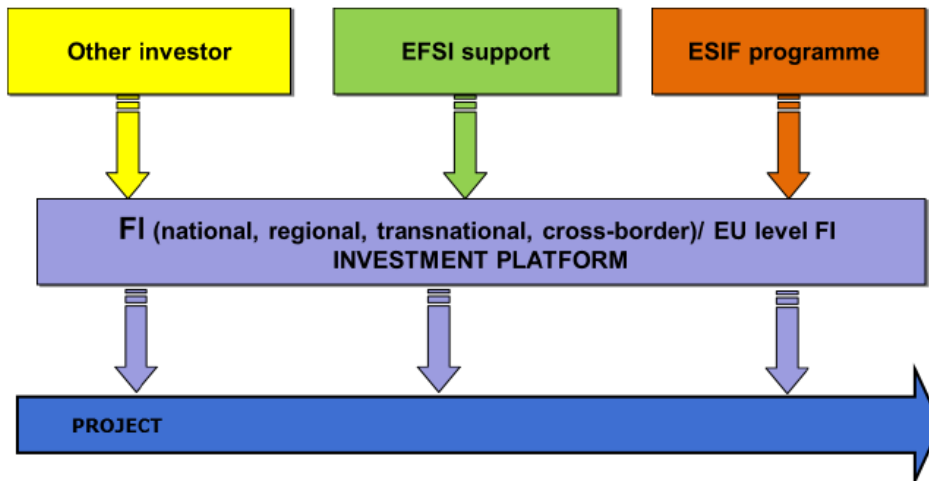 Other investor
EFSI support
ESIF programme
FI (national, regional, transnational, cross-border)/ EU level FI
INVESTMENT PLATFORM
PROJECT